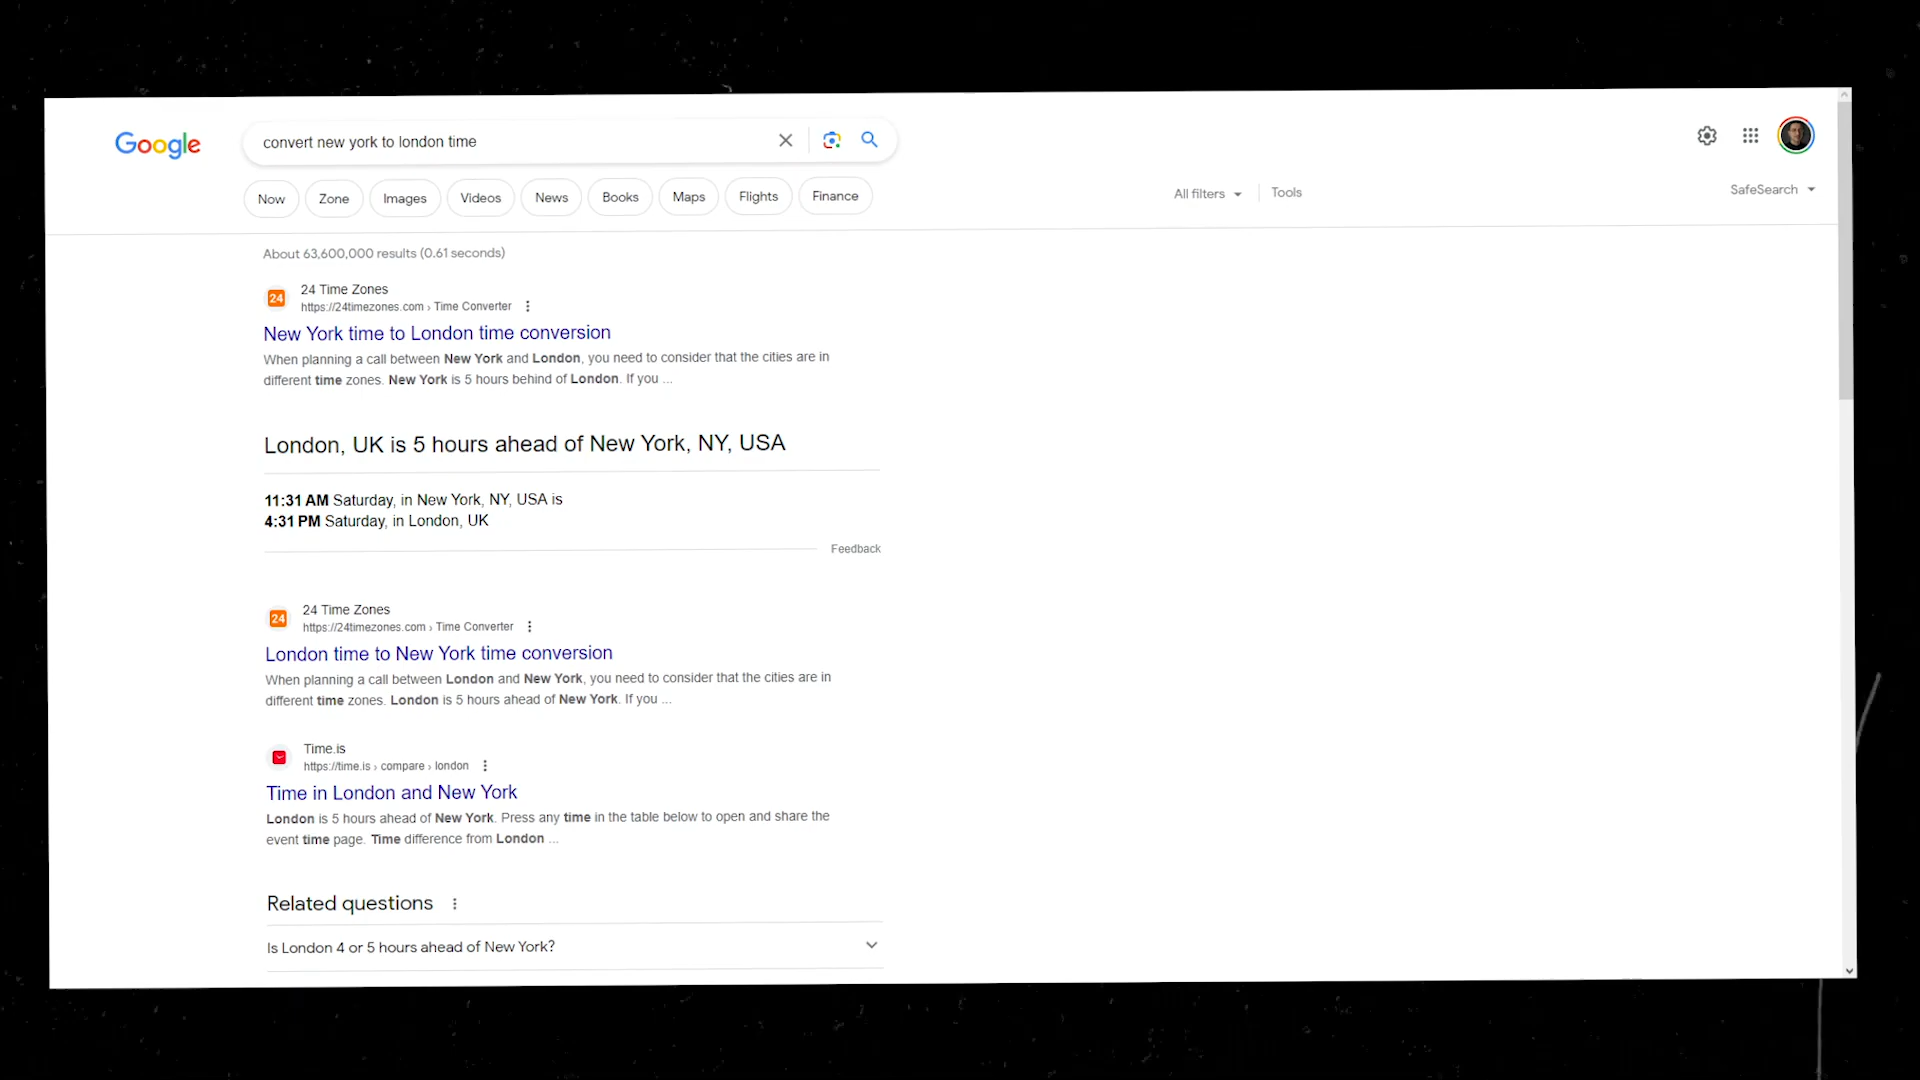 Google
convert new york to london time
Now Zone Images Videos News Books Maps Flights Finance
All filters Tools
SafeSearch
About 63,600,000 results (0.61 seconds)
24
24 Time Zones
https://24timezones.com › Time Converter
New York time to London time conversion
When planning a call between New York and London, you need to consider that the cities are in
different time zones. New York is 5 hours behind of London. If you ...
London, UK is 5 hours ahead of New York, NY, USA
11:31 AM Saturday, in New York, NY, USA is
4:31 PM Saturday, in London, UK
Feedback
24
24 Time Zones
https://24timezones.com › Time Converter
London time to New York time conversion
When planning a call between London and New York, you need to consider that the cities are in
different time zones. London is 5 hours ahead of New York. If you ...
Time.is
https://time.is › compare › london
Time in London and New York
London is 5 hours ahead of New York. Press any time in the table below to open and share the
event time page. Time difference from London ...
Related questions
Is London 4 or 5 hours ahead of New York?